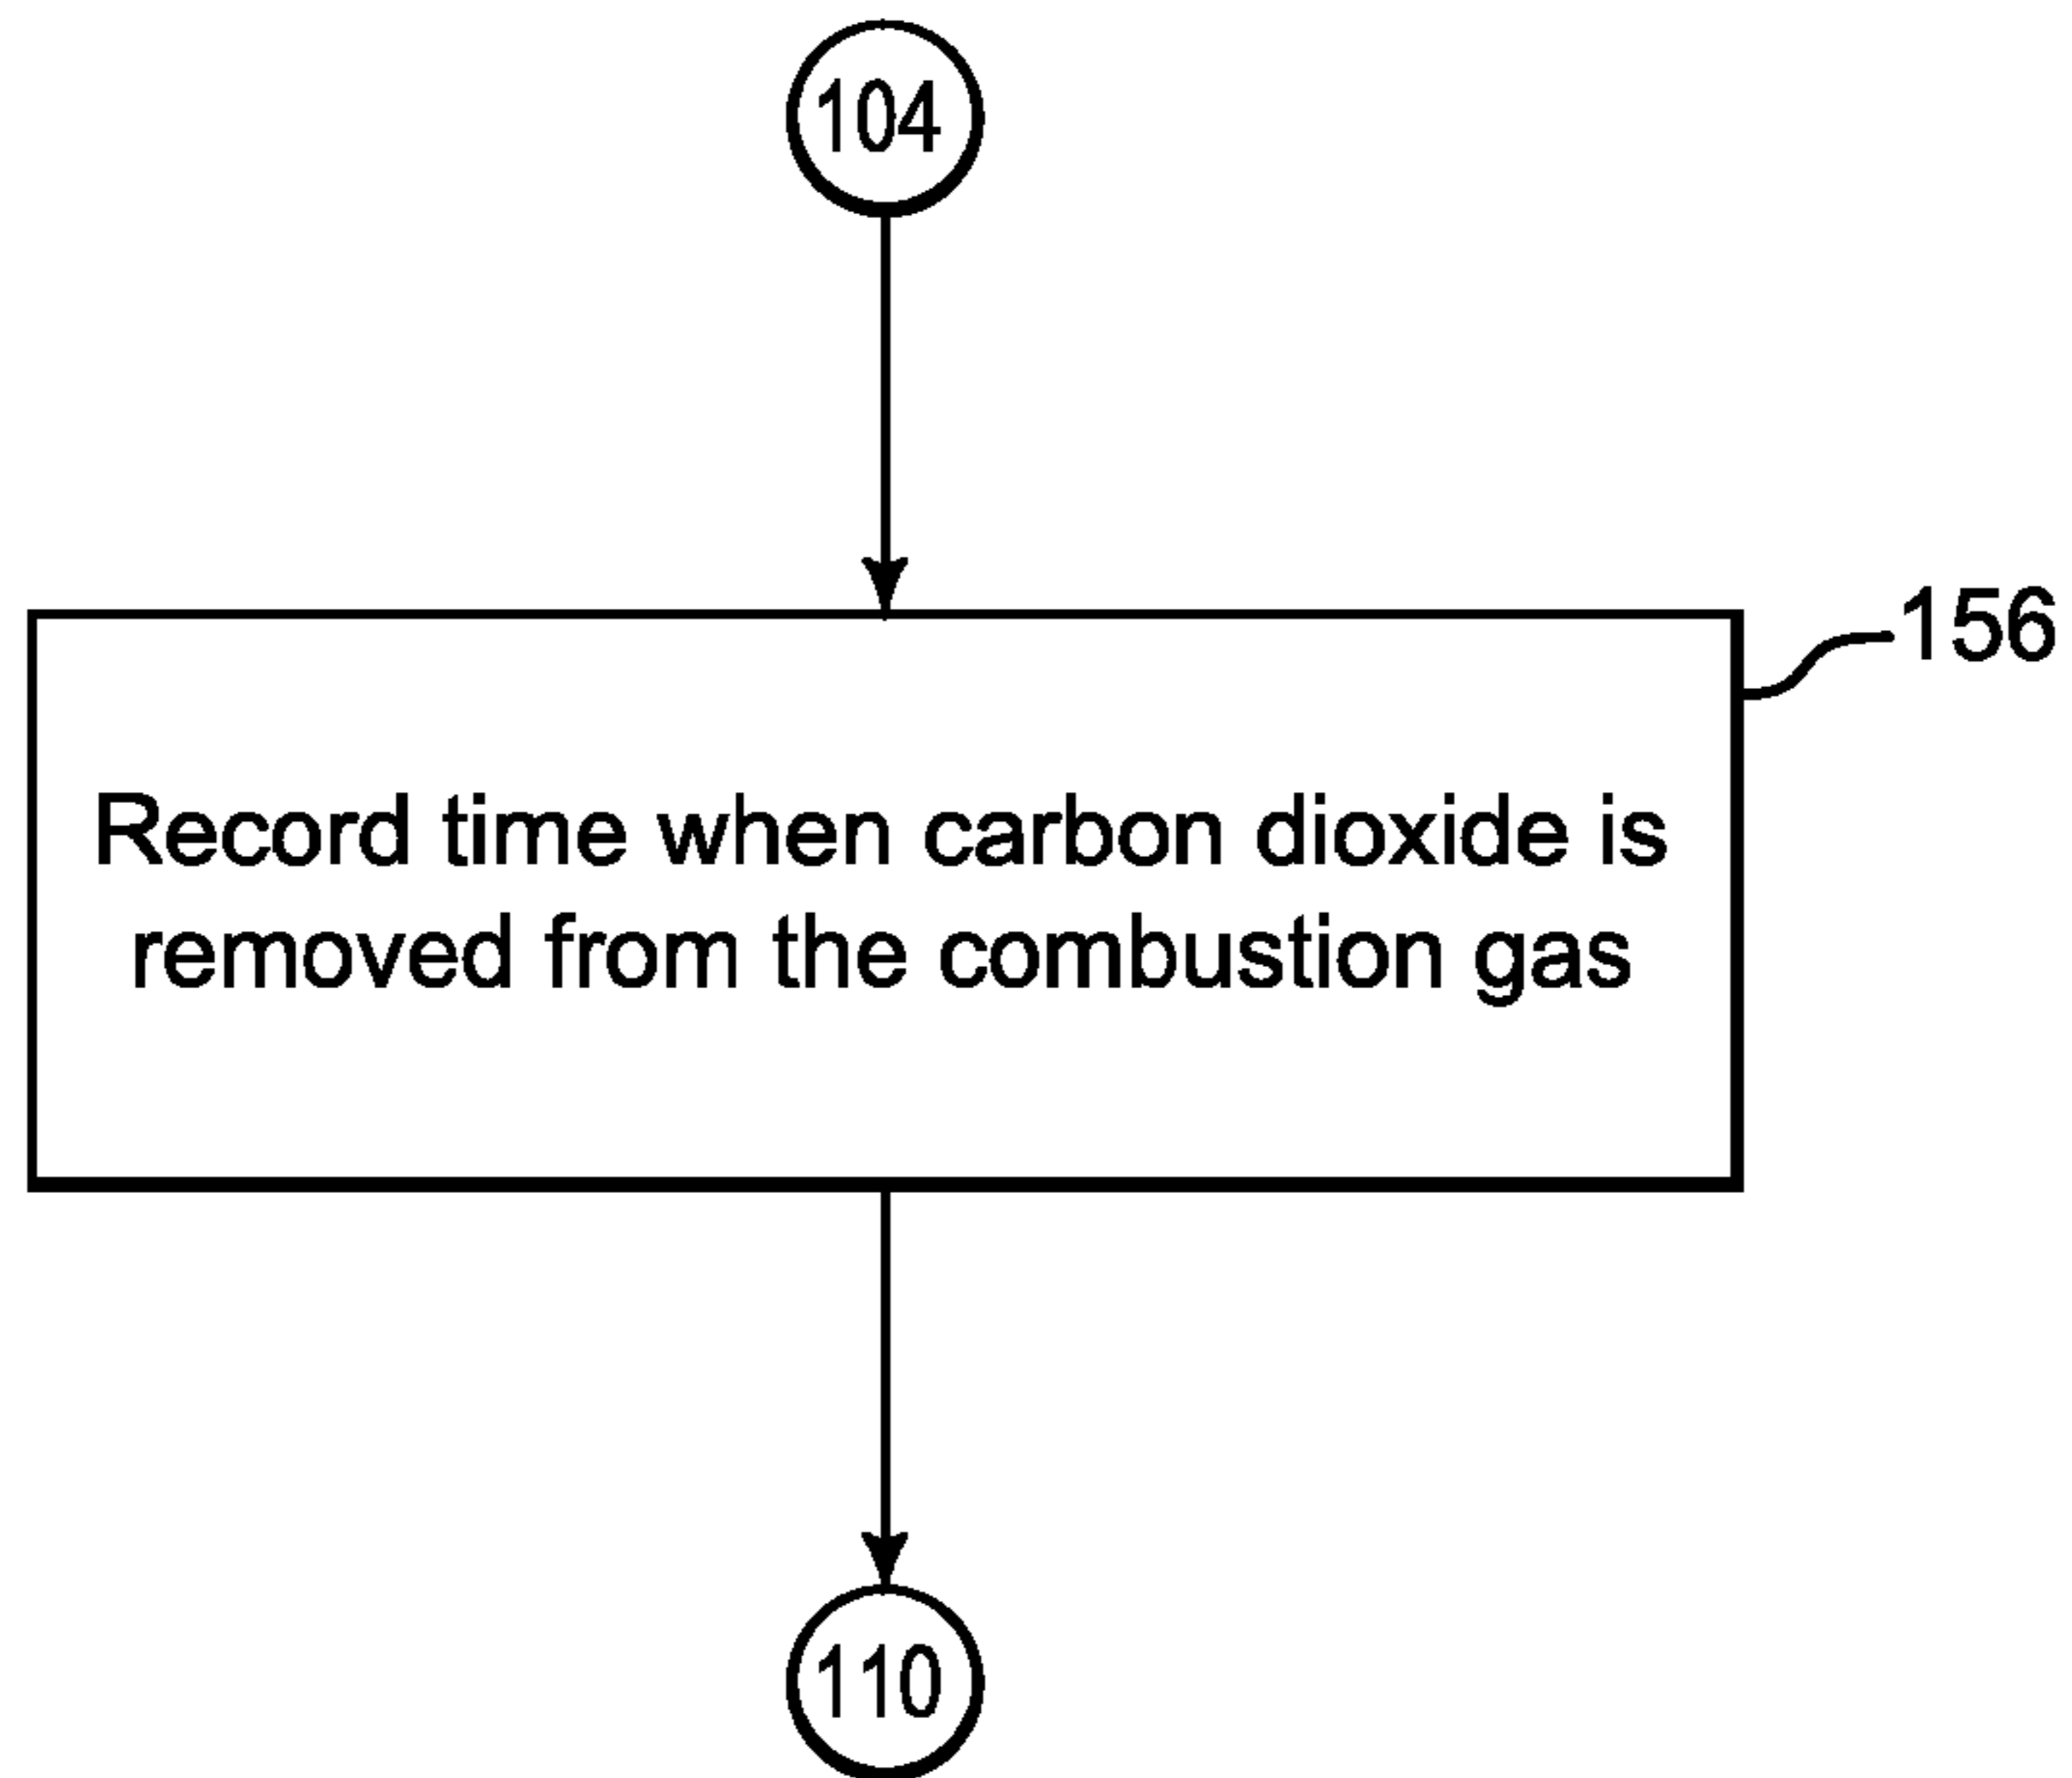 104
156
Record time when carbon dioxide is
removed from the combustion gas
110